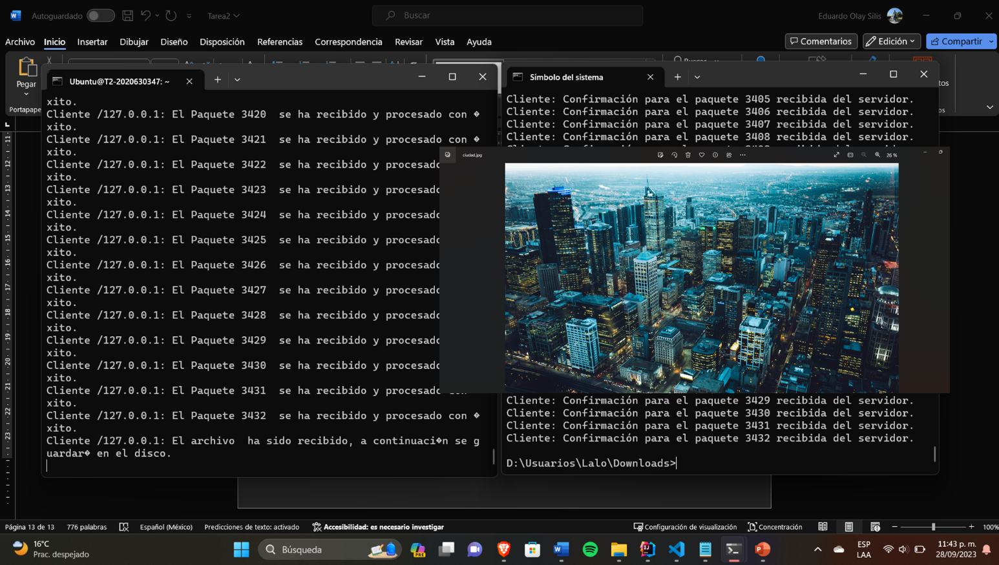 Autoguardado
Tarea2
Buscar
Eduardo Olay Silis
Archivo Inicio Insertar Dibujar Diseño Disposición Referencias Correspondencia Revisar Vista Ayuda
Comentarios Edición Compartir
Pegar
Portapape
Ubuntu@T2-2020630347: ~
xito.
Cliente /127.0.0.1: El Paquete 3420  se ha recibido y procesado con �
xito.
Cliente /127.0.0.1: El Paquete 3421  se ha recibido y procesado con �
xito.
Cliente /127.0.0.1: El Paquete 3422  se ha recibido y procesado
xito.
Cliente /127.0.0.1: El Paquete 3423  se ha recibido y procesado
xito.
Cliente /127.0.0.1: El Paquete 3424  se ha recibido y procesado
xito.
Cliente /127.0.0.1: El Paquete 3425  se ha recibido y procesado
xito.
Cliente /127.0.0.1: El Paquete 3426  se ha recibido y procesado
xito.
Cliente /127.0.0.1: El Paquete 3427  se ha recibido y procesado
xito.
Cliente /127.0.0.1: El Paquete 3428  se ha recibido y procesado
xito.
Cliente /127.0.0.1: El Paquete 3429  se ha recibido y procesado
xito.
Cliente /127.0.0.1: El Paquete 3430  se ha recibido y procesado
xito.
Cliente /127.0.0.1: El Paquete 3431  se ha recibido y procesado
xito.
Cliente /127.0.0.1: El Paquete 3432  se ha recibido y procesado con �
xito.
Cliente /127.0.0.1: El archivo  ha sido recibido, a continuaci�n se g
uardar� en el disco.
Símbolo del sistema
Cliente: Confirmación para el paquete 3405 recibida del servidor.
Cliente: Confirmación para el paquete 3406 recibida del servidor.
Cliente: Confirmación para el paquete 3407 recibida del servidor.
Cliente: Confirmación para el paquete 3408 recibida del servidor.
ciudad.jpg
26 %
Cliente: Confirmación para el paquete 3429 recibida del servidor.
Cliente: Confirmación para el paquete 3430 recibida del servidor.
Cliente: Confirmación para el paquete 3431 recibida del servidor.
Cliente: Confirmación para el paquete 3432 recibida del servidor.
D:\Usuarios\Lalo\Downloads>
Página 13 de 13 776 palabras Español (México) Predicciones de texto: activado Accesibilidad: es necesario investigar
Configuración de visualización Concentración 100%
16°C
Prac. despejado
Búsqueda
PRE
ESP
LAA
11:43 p. m.
28/09/2023